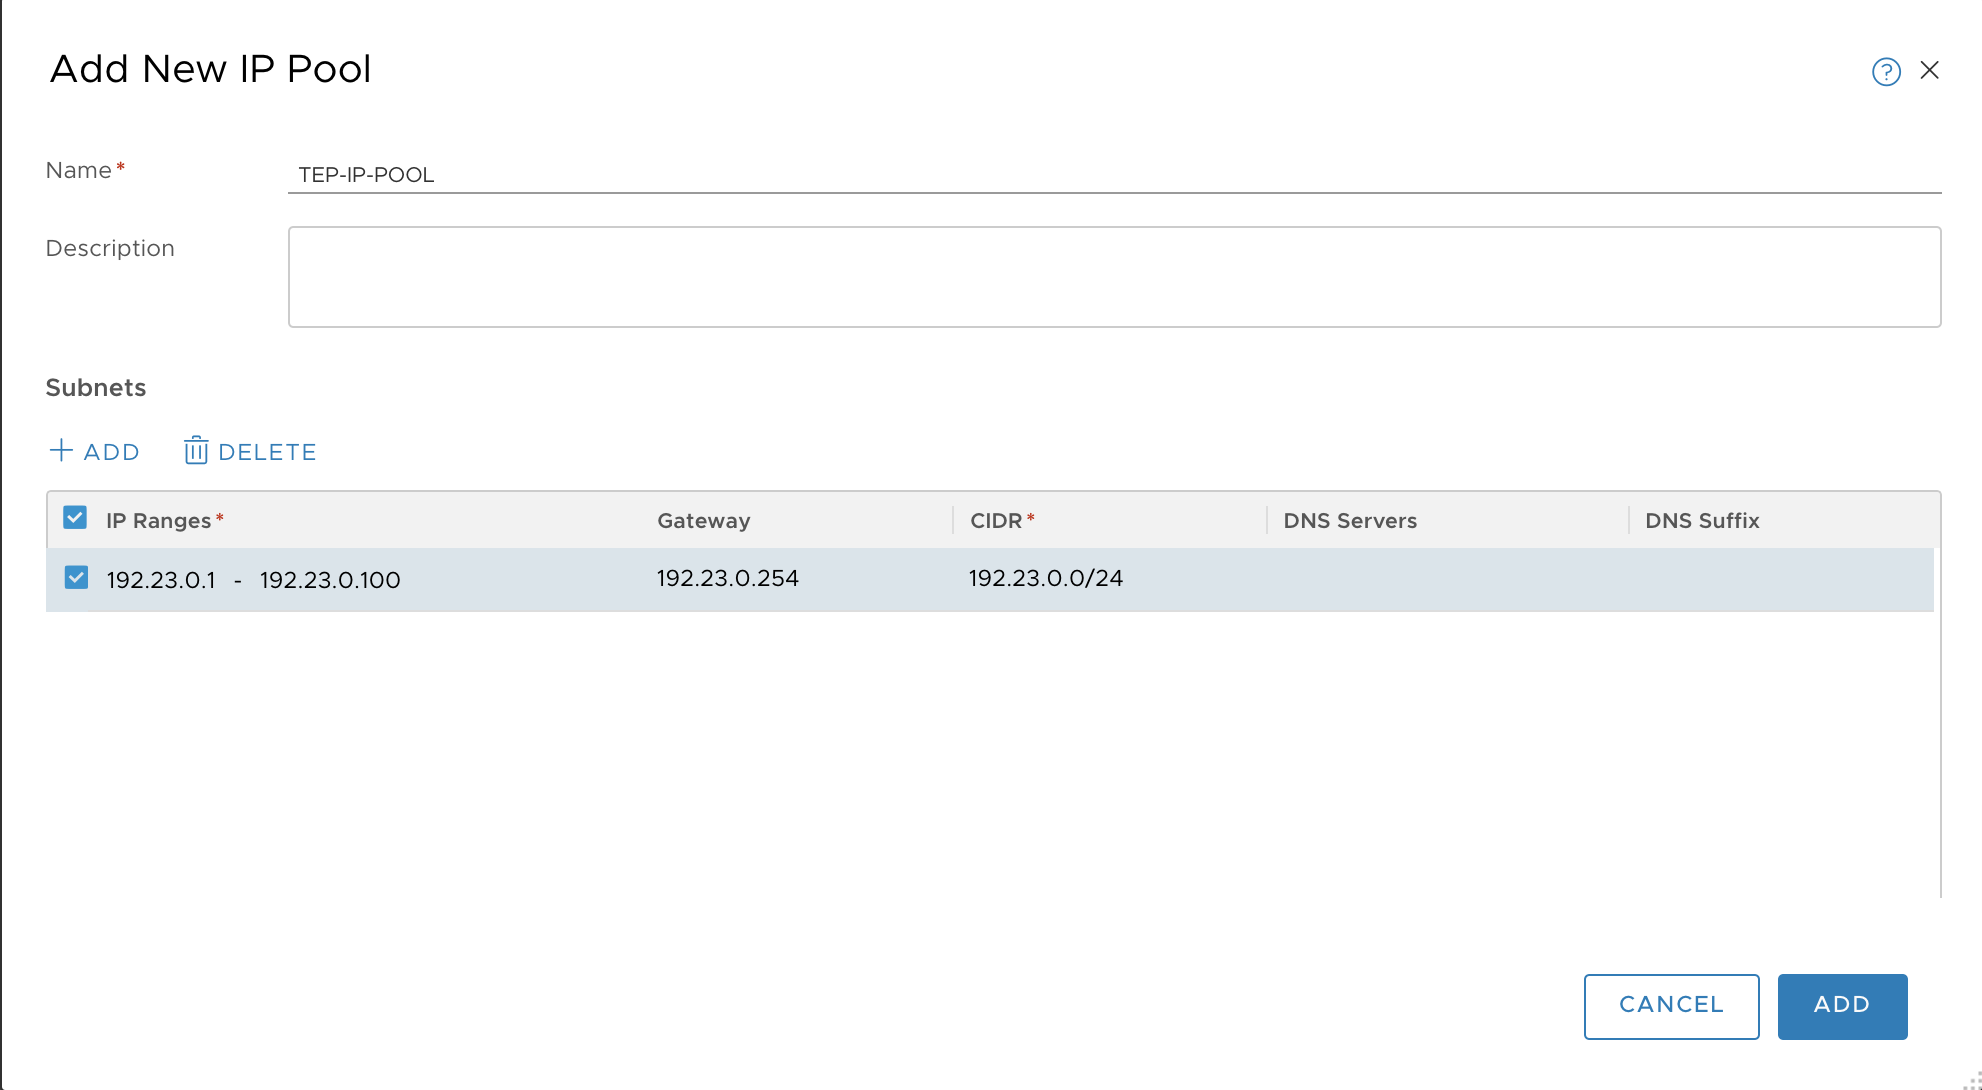 Add New IP Pool
Name*
TEP-IP-POOL
Description
Subnets
+ ADD DELETE
IP Ranges* Gateway CIDR* DNS Servers DNS Suffix
192.23.0.1 - 192.23.0.100 192.23.0.254 192.23.0.0/24
CANCEL ADD